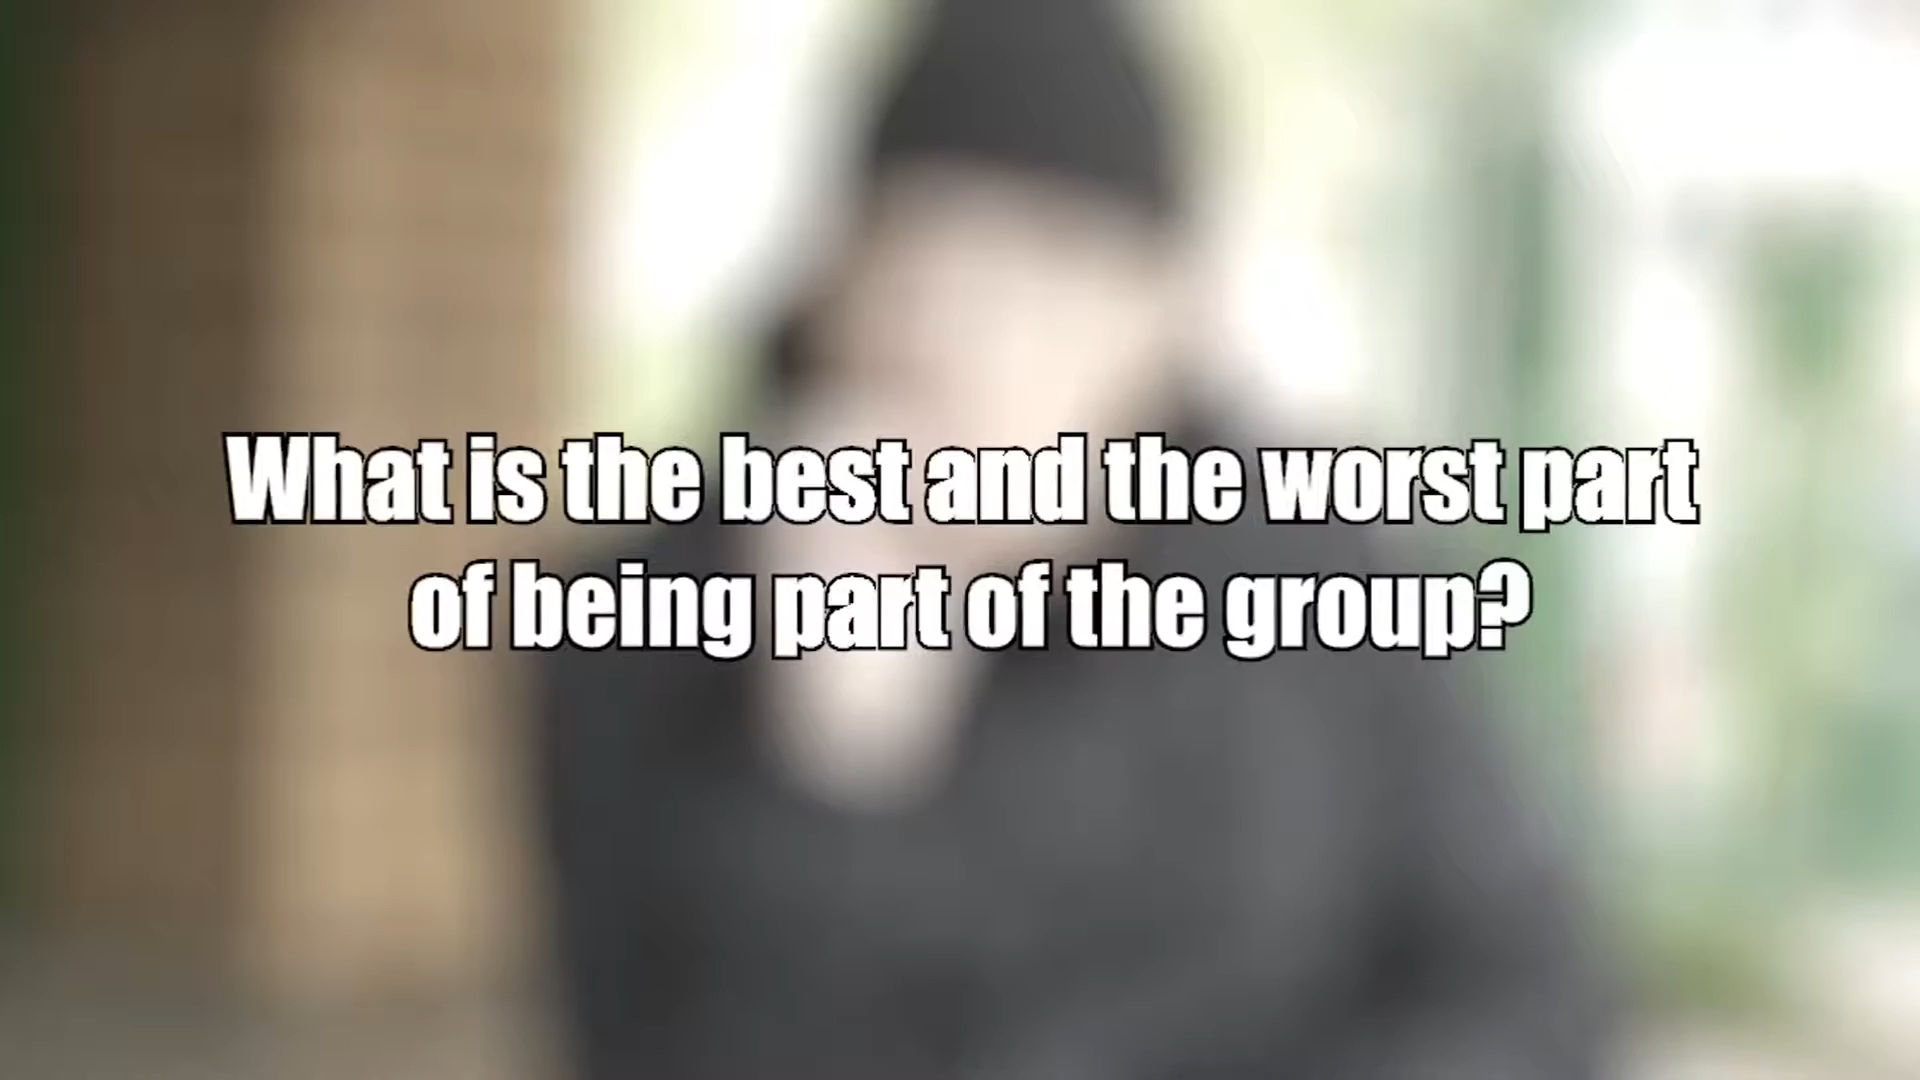 What is the best and the worst part
of being part of the group?